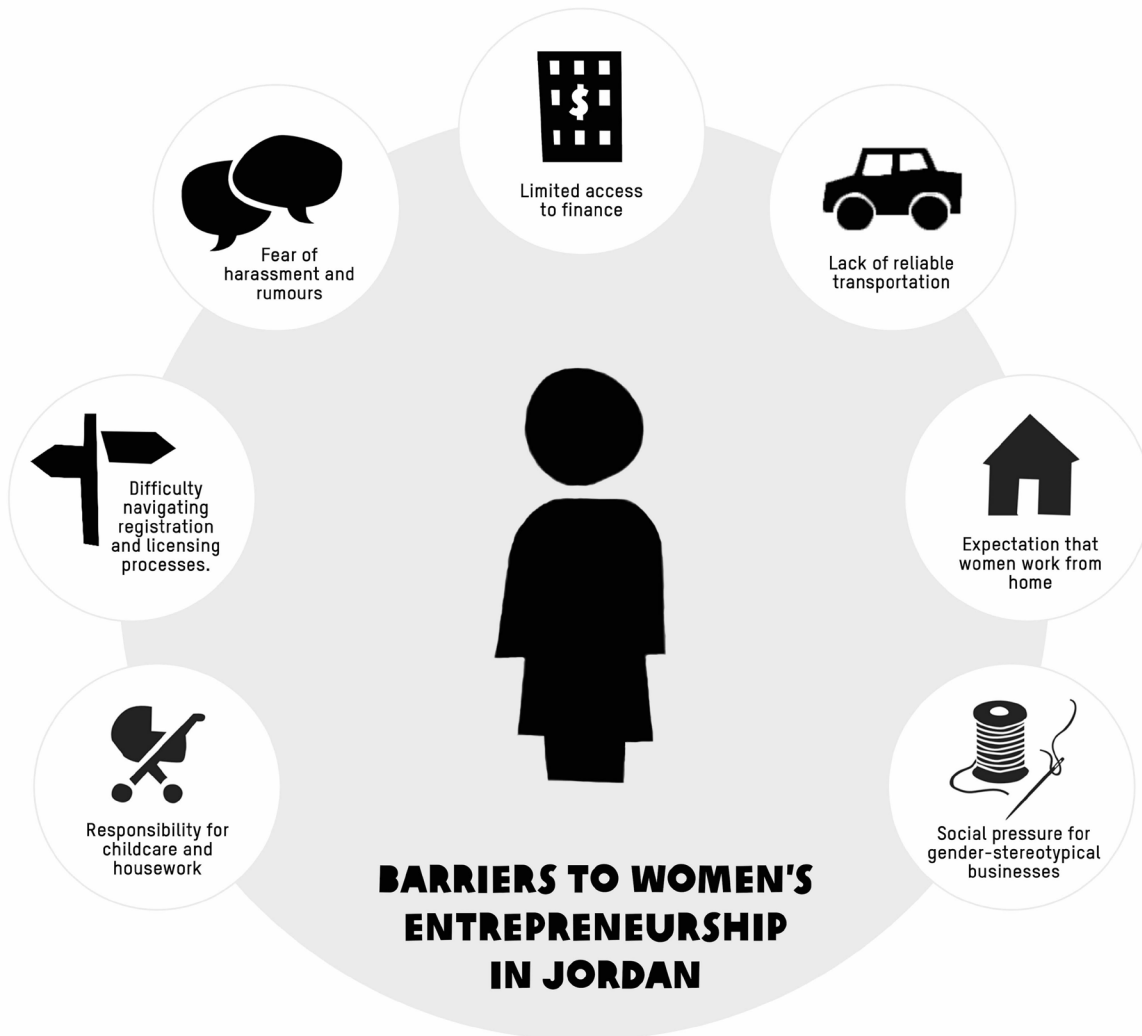 $
Limited access
to finance
Fear of
harassment and
rumours
Lack of reliable
transportation
Difficulty
navigating
registration
and licensing
processes.
Expectation that
women work from
home
Responsibility for
childcare and
housework
Social pressure for
gender-stereotypical
businesses
BARRIERS TO WOMEN'S
ENTREPRENEURSHIP
IN JORDAN